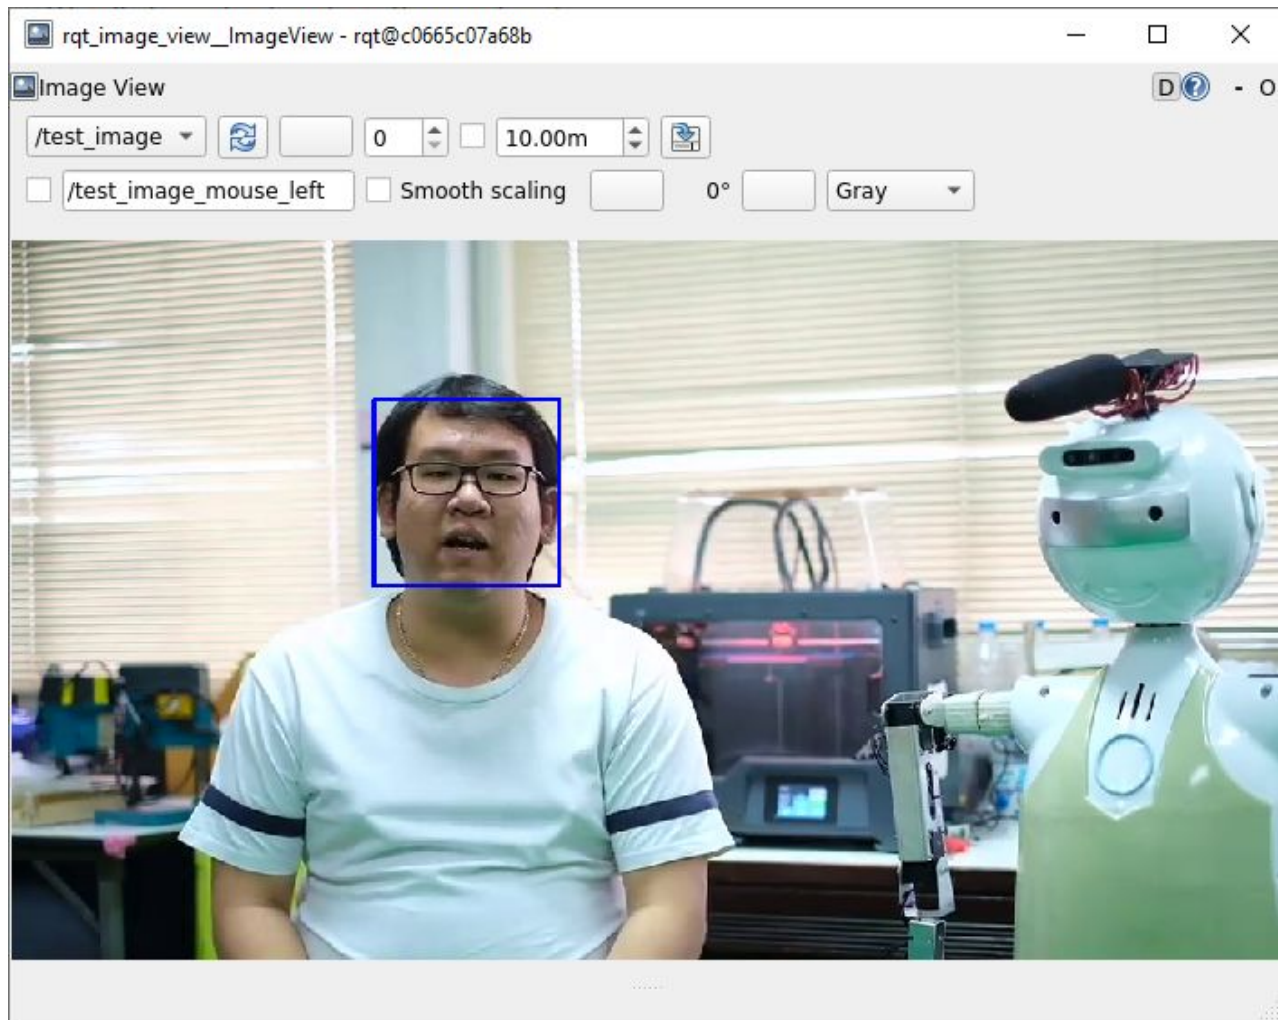 rqt_image_view__ImageView - rqt@c0665c07a68b
Image View D ? - O
/test_image 0 10.00m
/test_image_mouse_left Smooth scaling 0° Gray